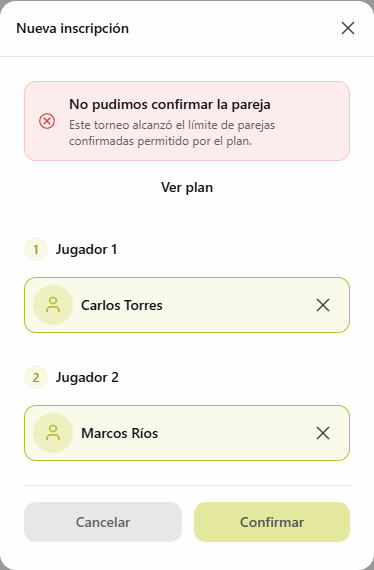 Nueva inscripción
No pudimos confirmar la pareja
Este torneo alcanzó el límite de parejas
confirmadas permitido por el plan.
Ver plan
1 Jugador 1
Carlos Torres
2 Jugador 2
Marcos Ríos
Cancelar Confirmar